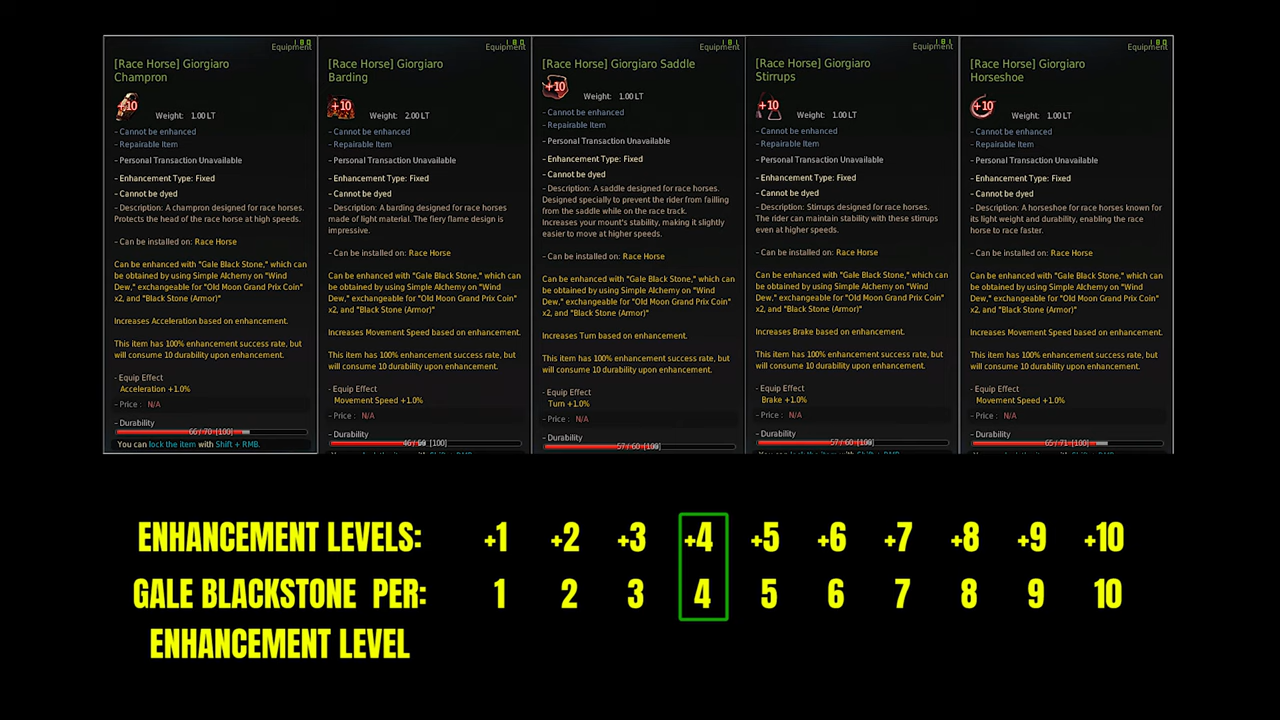 Equipment
[Race Horse] Giorgiaro
Champron
+10
Weight: 1.00 LT
- Cannot be enhanced
- Repairable Item
- Personal Transaction Unavailable
- Enhancement Type: Fixed
- Cannot be dyed
- Description: A champron designed for race horses.
Protects the head of the race horse at high speeds.
- Can be installed on: Race Horse
Can be enhanced with "Gale Black Stone," which can
be obtained by using Simple Alchemy on "Wind
Dew," exchangeable for "Old Moon Grand Prix Coin"
x2, and "Black Stone (Armor)"
Increases Acceleration based on enhancement.
This item has 100% enhancement success rate, but
will consume 10 durability upon enhancement.
- Equip Effect
Acceleration +1.0%
- Price : N/A
- Durability
66 / 70 [100]
You can lock the item with Shift + RMB.
Equipment
[Race Horse] Giorgiaro
Barding
+10
Weight: 2.00 LT
- Cannot be enhanced
- Repairable Item
- Personal Transaction Unavailable
- Enhancement Type: Fixed
- Cannot be dyed
- Description: A barding designed for race horses
made of light material. The fiery flame design is
impressive.
- Can be installed on: Race Horse
Can be enhanced with "Gale Black Stone," which can
be obtained by using Simple Alchemy on "Wind
Dew," exchangeable for "Old Moon Grand Prix Coin"
x2, and "Black Stone (Armor)"
Increases Movement Speed based on enhancement.
This item has 100% enhancement success rate, but
will consume 10 durability upon enhancement.
- Equip Effect
Movement Speed +1.0%
- Price : N/A
- Durability
Equipment
[Race Horse] Giorgiaro Saddle
+10
Weight: 1.00 LT
- Cannot be enhanced
- Repairable Item
- Personal Transaction Unavailable
- Enhancement Type: Fixed
- Cannot be dyed
- Description: A saddle designed for race horses.
Designed specially to prevent the rider from failling
from the saddle while on the race track.
Increases your mount's stability, making it slightly
easier to move at higher speeds.
- Can be installed on: Race Horse
Can be enhanced with "Gale Black Stone," which can
be obtained by using Simple Alchemy on "Wind
Dew," exchangeable for "Old Moon Grand Prix Coin"
x2, and "Black Stone (Armor)"
Increases Turn based on enhancement.
This item has 100% enhancement success rate, but
will consume 10 durability upon enhancement.
- Equip Effect
Turn +1.0%
- Price : N/A
- Durability
57 / 60 [100]
Equipment
[Race Horse] Giorgiaro
Stirrups
+10
Weight: 1.00 LT
- Cannot be enhanced
- Repairable Item
- Personal Transaction Unavailable
- Enhancement Type: Fixed
- Cannot be dyed
- Description: Stirrups designed for race horses.
The rider can maintain stability with these stirrups
even at higher speeds.
- Can be installed on: Race Horse
Can be enhanced with "Gale Black Stone," which can
be obtained by using Simple Alchemy on "Wind
Dew," exchangeable for "Old Moon Grand Prix Coin"
x2, and "Black Stone (Armor)"
Increases Brake based on enhancement.
This item has 100% enhancement success rate, but
will consume 10 durability upon enhancement.
- Equip Effect
Brake +1.0%
- Price : N/A
- Durability
57 / 60 [100]
Equipment
[Race Horse] Giorgiaro
Horseshoe
+10
Weight: 1.00 LT
- Cannot be enhanced
- Repairable Item
- Personal Transaction Unavailable
- Enhancement Type: Fixed
- Cannot be dyed
- Description: A horseshoe for race horses known for
its light weight and durability, enabling the race
horse to race faster.
- Can be installed on: Race Horse
Can be enhanced with "Gale Black Stone," which can
be obtained by using Simple Alchemy on "Wind
Dew," exchangeable for "Old Moon Grand Prix Coin"
x2, and "Black Stone (Armor)"
Increases Movement Speed based on enhancement.
This item has 100% enhancement success rate, but
will consume 10 durability upon enhancement.
- Equip Effect
Movement Speed +1.0%
- Price : N/A
- Durability
65 / 71 [100]
ENHANCEMENT LEVELS: +1 +2 +3 +4 +5 +6 +7 +8 +9 +10
GALE BLACKSTONE PER: 1 2 3 4 5 6 7 8 9 10
ENHANCEMENT LEVEL